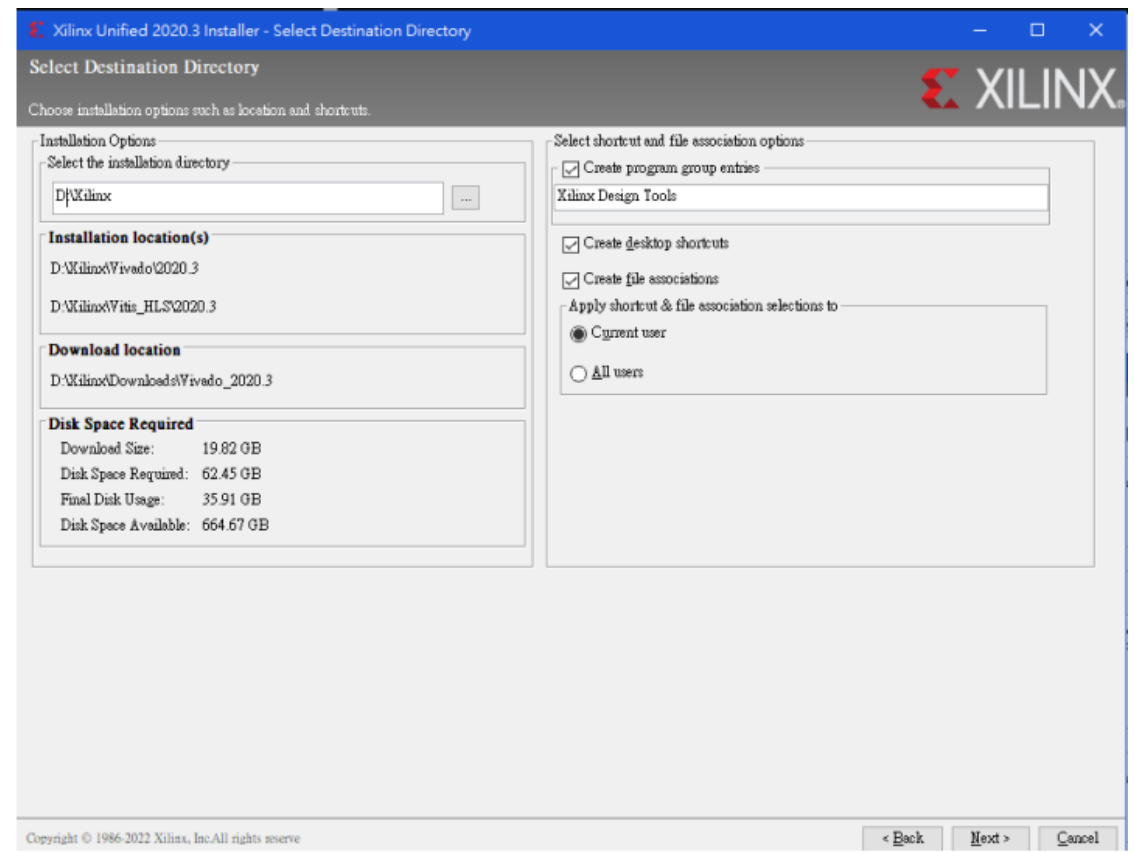 Xilinx Unified 2020.3 Installer - Select Destination Directory
Select Destination Directory
Choose installation options such as location and shortcuts.
XILINX
Installation Options
Select the installation directory
D:\Xilinx
...
Installation location(s)
D:\Xilinx\Vivado\2020.3
D:\Xilinx\Vitis_HLS\2020.3
Download location
D:\Xilinx\Downloads\Vivado_2020.3
Disk Space Required
Download Size: 19.82 GB
Disk Space Required: 62.45 GB
Final Disk Usage: 35.91 GB
Disk Space Available: 664.67 GB
Select shortcut and file association options
Create program group entries
Xilinx Design Tools
Create desktop shortcuts
Create file associations
Apply shortcut & file association selections to
Current user
All users
Copyright © 1986-2022 Xilinx, Inc.All rights reserve
< Back Next > Cancel